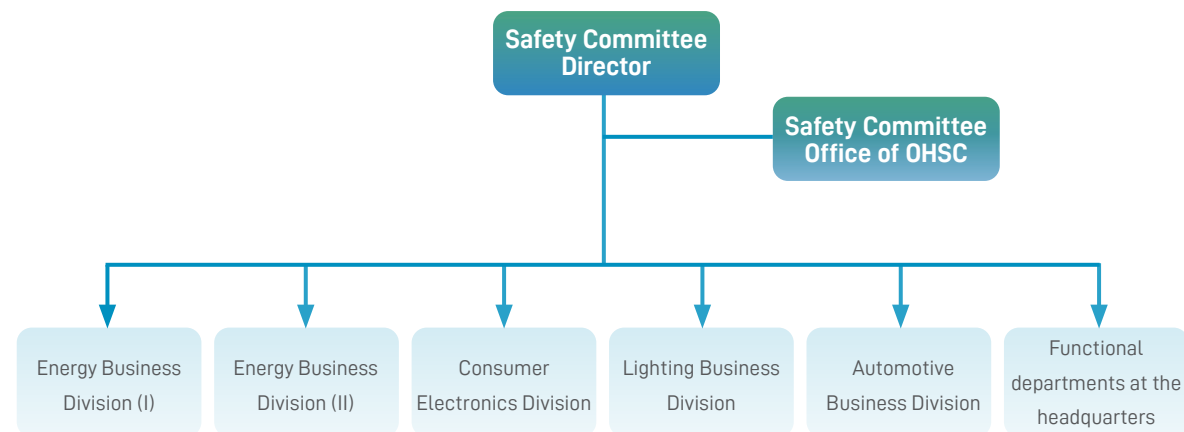 Safety Committee
Director
Safety Committee
Office of OHSC
Energy Business
Division (I)
Energy Business
Division (II)
Consumer
Electronics Division
Lighting Business
Division
Automotive
Business Division
Functional
departments at the
headquarters